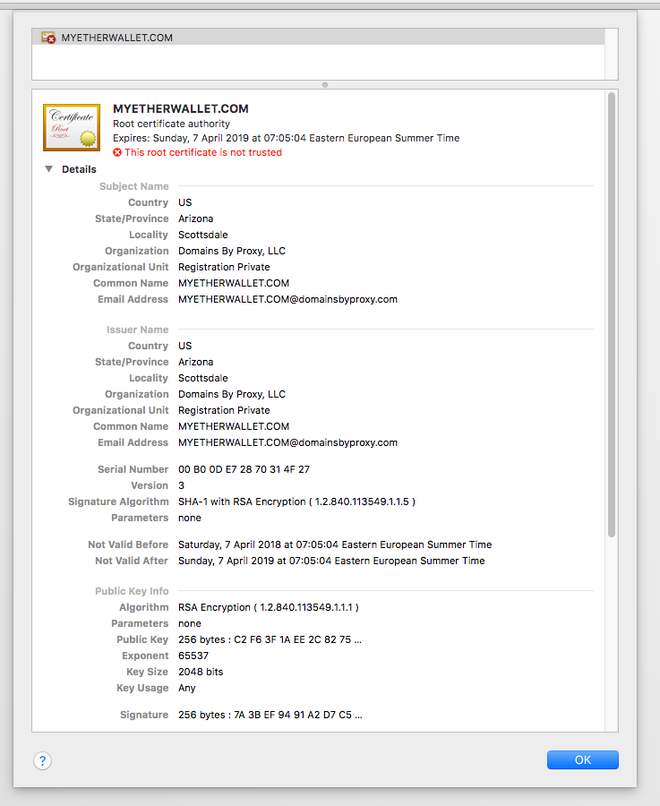 MYETHERWALLET.COM
MYETHERWALLET.COM
Root certificate authority
Expires: Sunday, 7 April 2019 at 07:05:04 Eastern European Summer Time
This root certificate is not trusted
Details
Subject Name
Country US
State/Province Arizona
Locality Scottsdale
Organization Domains By Proxy, LLC
Organizational Unit Registration Private
Common Name MYETHERWALLET.COM
Email Address MYETHERWALLET.COM@domainsbyproxy.com
Issuer Name
Country US
State/Province Arizona
Locality Scottsdale
Organization Domains By Proxy, LLC
Organizational Unit Registration Private
Common Name MYETHERWALLET.COM
Email Address MYETHERWALLET.COM@domainsbyproxy.com
Serial Number 00 B0 0D E7 28 70 31 4F 27
Version 3
Signature Algorithm SHA-1 with RSA Encryption ( 1.2.840.113549.1.1.5 )
Parameters none
Not Valid Before Saturday, 7 April 2018 at 07:05:04 Eastern European Summer Time
Not Valid After Sunday, 7 April 2019 at 07:05:04 Eastern European Summer Time
Public Key Info
Algorithm RSA Encryption ( 1.2.840.113549.1.1.1 )
Parameters none
Public Key 256 bytes : C2 F6 3F 1A EE 2C 82 75 ...
Exponent 65537
Key Size 2048 bits
Key Usage Any
Signature 256 bytes : 7A 3B EF 94 91 A2 D7 C5 ...
? OK
Certificate
Root